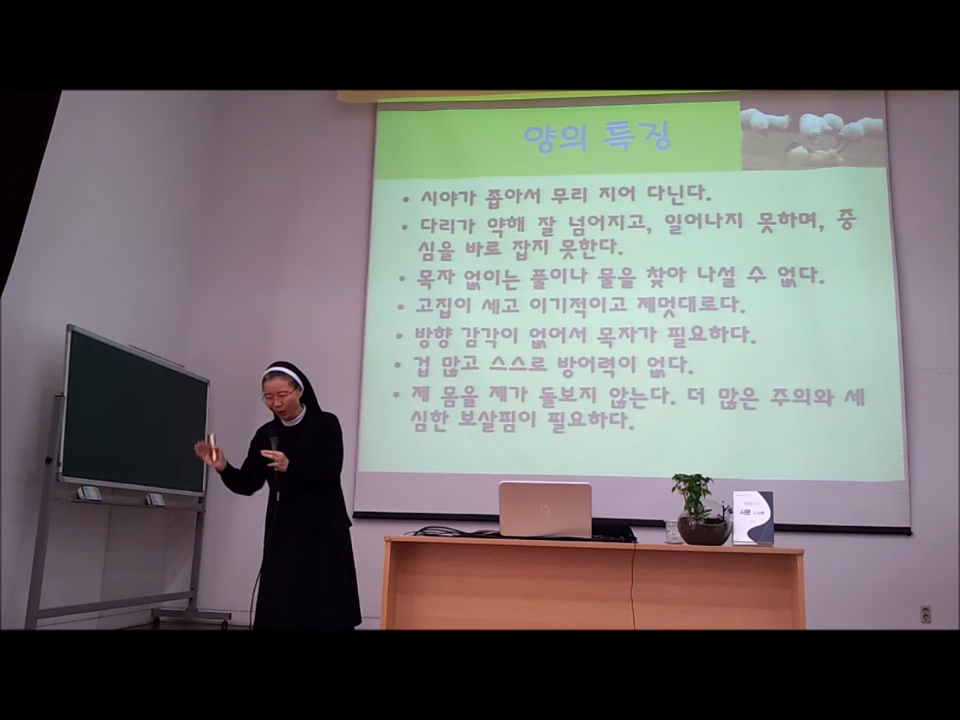 양의 특징
• 시야가 좁아서 무리 지어 다닌다.
• 다리가 약해 잘 넘어지고, 일어나지 못하며, 중
심을 바로 잡지 못한다.
• 목자 없이는 풀이나 물을 찾아 나설 수 없다.
• 고집이 세고 이기적이고 제멋대로다.
• 방향 감각이 없어서 목자가 필요하다.
• 겁 많고 스스로 방어력이 없다.
• 제 몸을 제가 돌보지 않는다. 더 많은 주의와 세
심한 보살핌이 필요하다.
시편